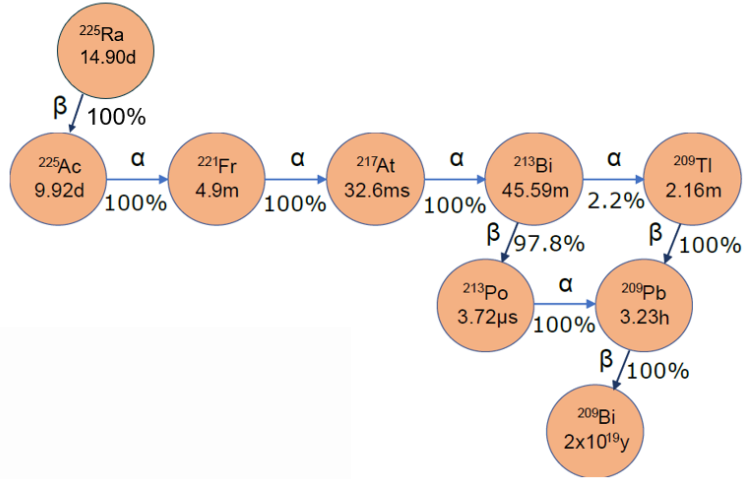 ²²⁵Ra
14.90d
β 100%
²²⁵Ac
9.92d
α
100%
²²¹Fr
4.9m
α
100%
²¹⁷At
32.6ms
α
100%
²¹³Bi
45.59m
α
2.2%
²⁰⁹Tl
2.16m
β 97.8%
β 100%
²¹³Po
3.72µs
α
100%
²⁰⁹Pb
3.23h
β 100%
²⁰⁹Bi
2x10¹⁹y